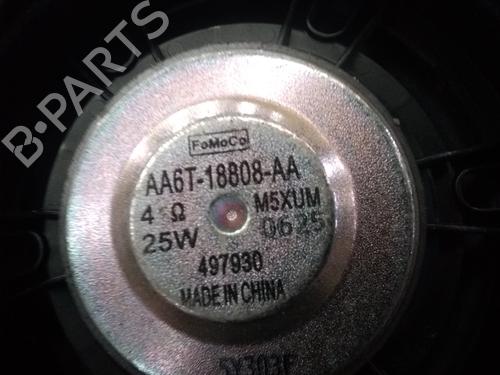 B-PARTS
FoMoCo
AA6T-18808-AA
4 Ω M5XUM
25W 0625
497930
MADE IN CHINA